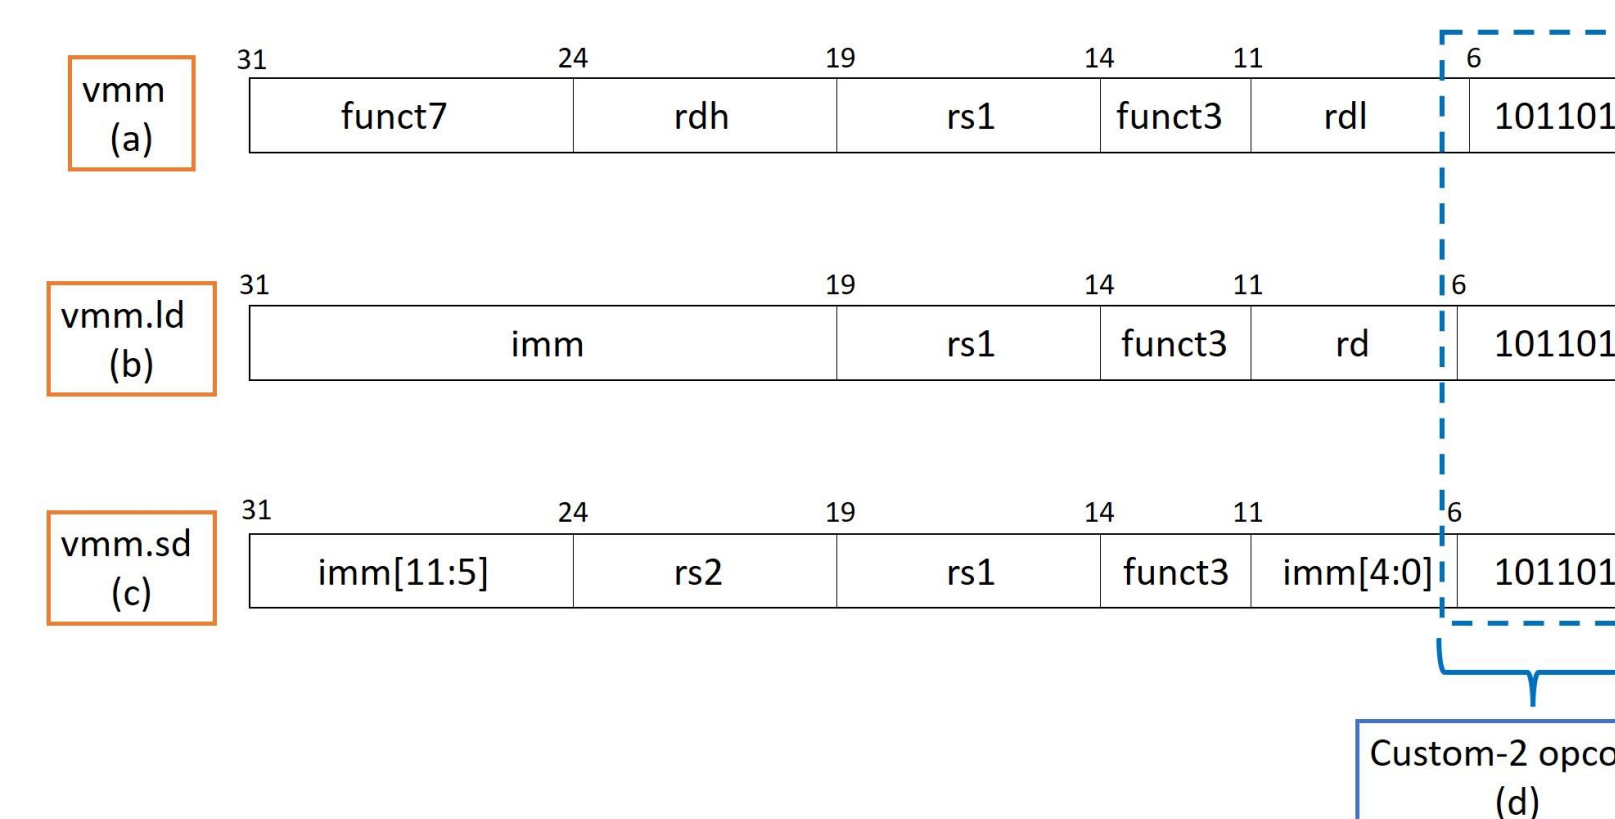 31 24 19 14 11 6
vmm
(a)
funct7 rdh rs1 funct3 rdl 101101
31 19 14 11 6
vmm.ld
(b)
imm rs1 funct3 rd 101101
31 24 19 14 11 6
vmm.sd
(c)
imm[11:5] rs2 rs1 funct3 imm[4:0] 101101
Custom-2 opco
(d)